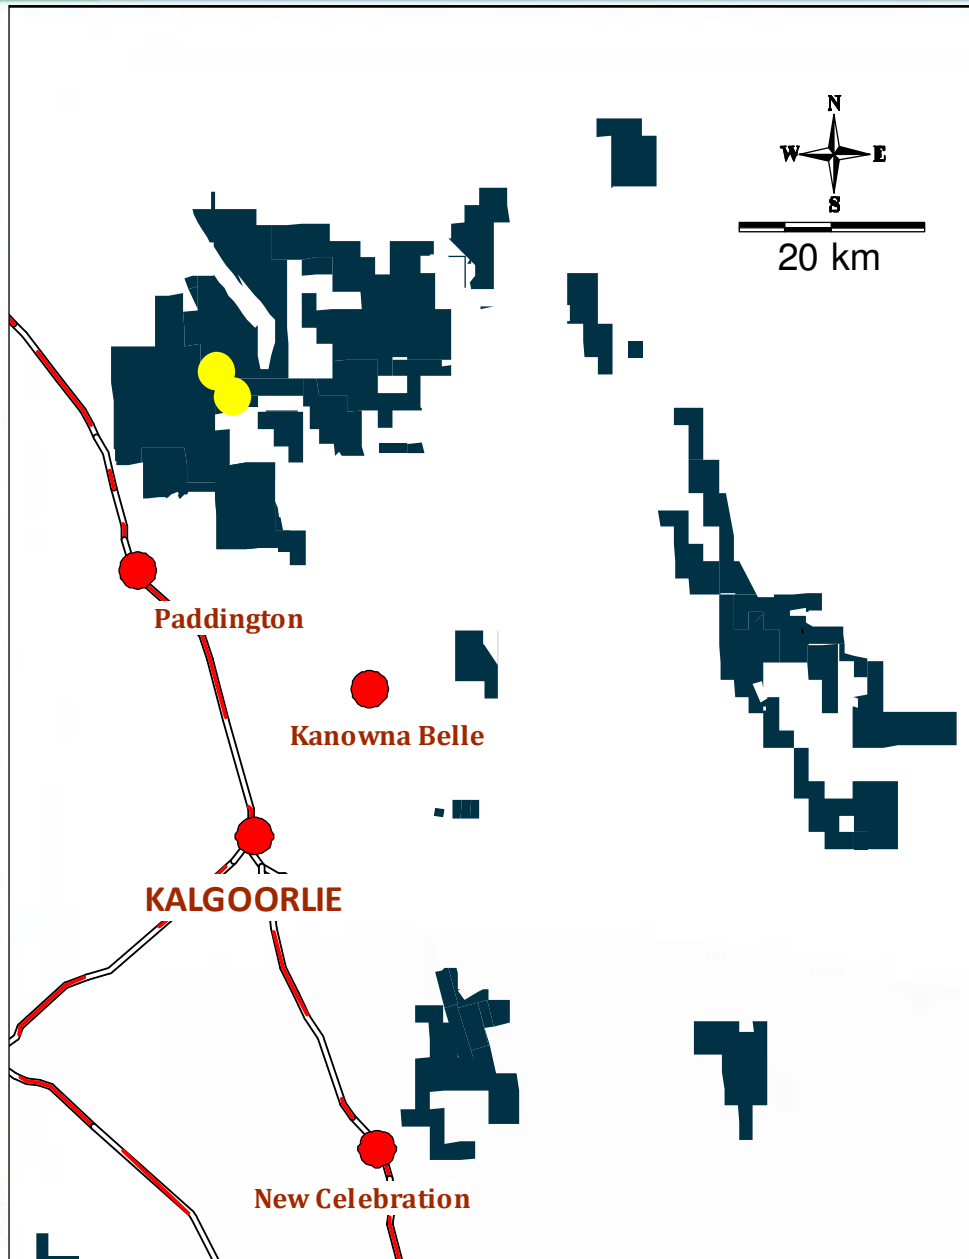 N
W E
S
20 km
Paddington
Kanowna Belle
KALGOORLIE
New Celebration